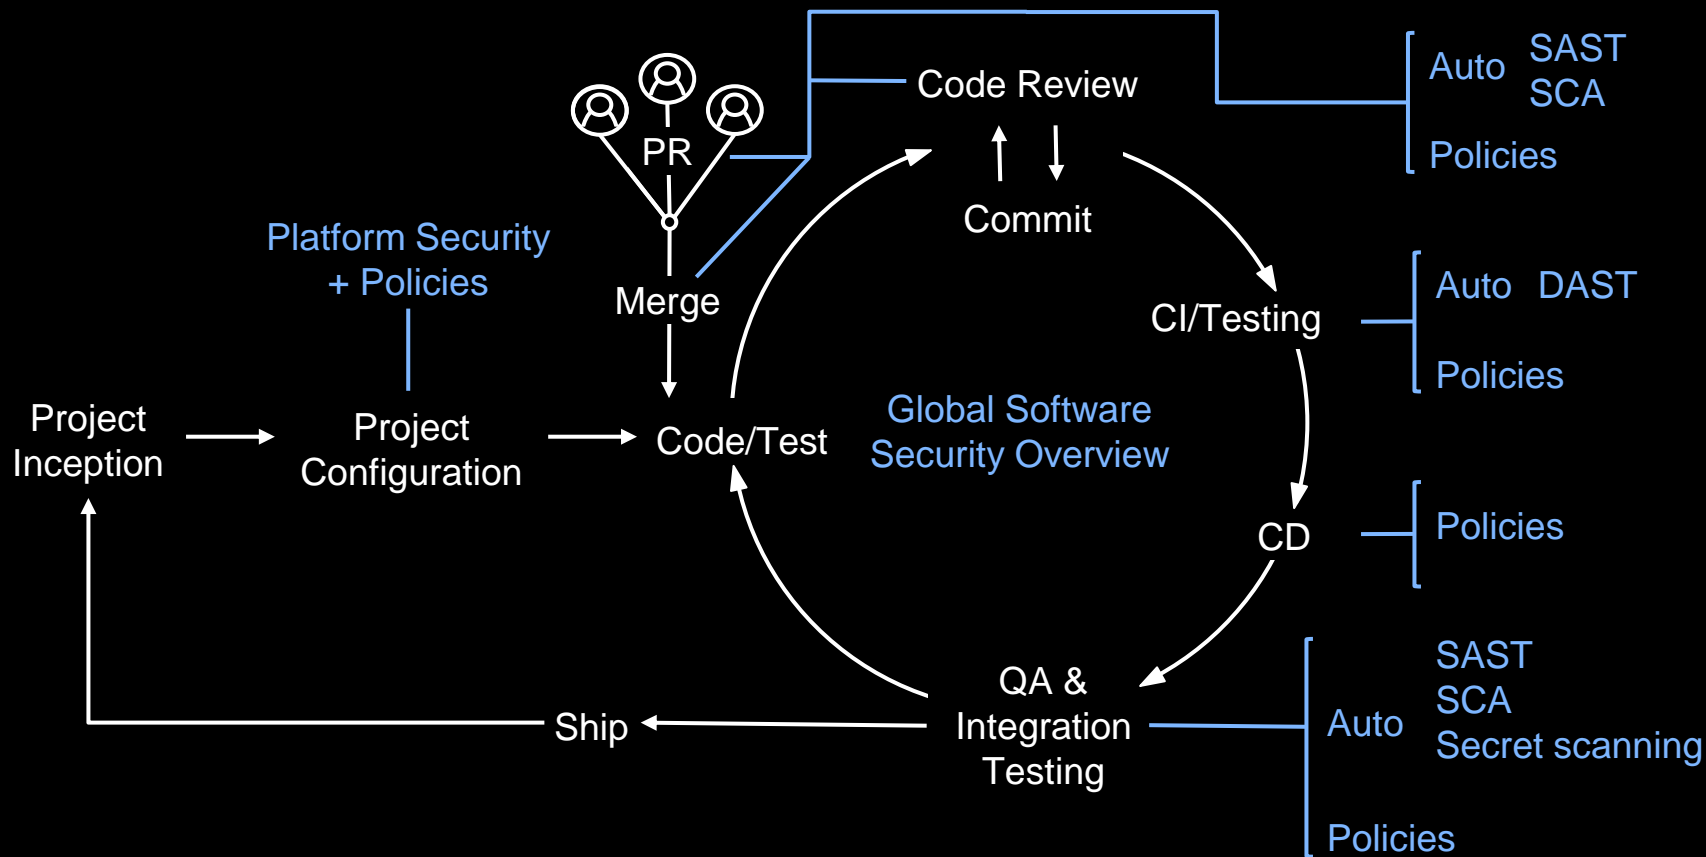 Code Review
Auto SAST
SCA
Policies
PR
Commit
Platform Security
+ Policies
Merge
CI/Testing
Auto DAST
Policies
Project
Inception
Project
Configuration
Code/Test
Global Software
Security Overview
CD
Policies
Ship
QA &
Integration
Testing
Auto
SAST
SCA
Secret scanning
Policies